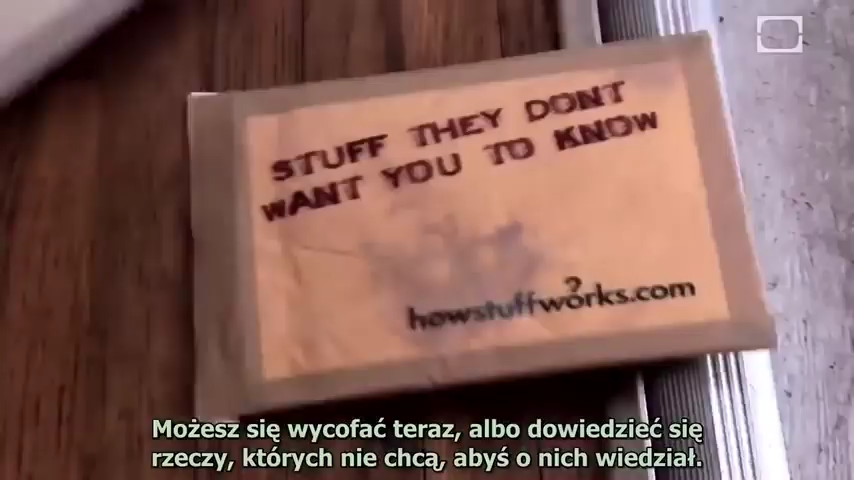 STUFF THEY DONT
WANT YOU TO KNOW
howstuffworks.com
Możesz się wycofać teraz, albo dowiedzieć się
rzeczy, których nie chcą, abyś o nich wiedział.